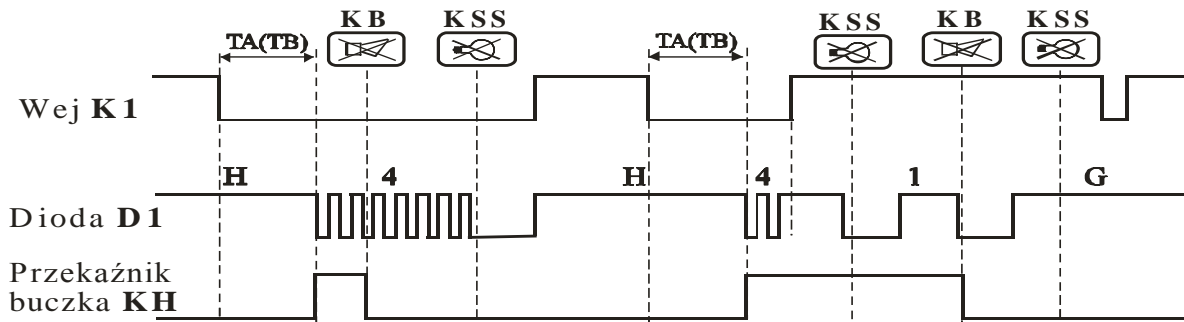 KB KSS KSS KB KSS
TA(TB) TA(TB)
Wej K1
H 4 H 4 1 G
Dioda D1
Przekaźnik
buczka KH